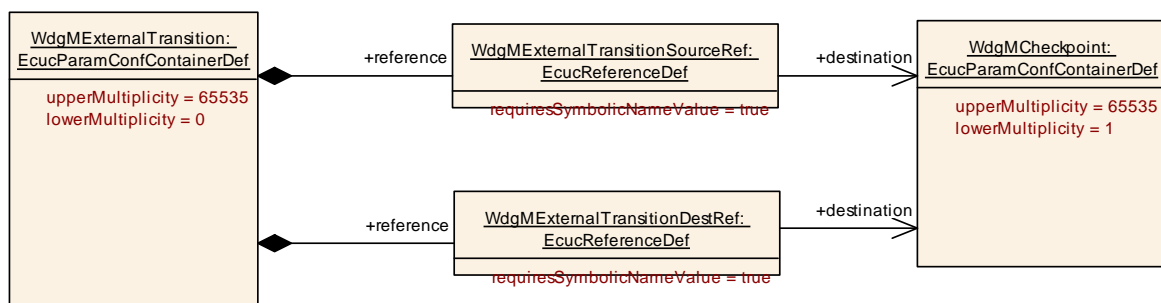 WdgMExternalTransition:
EcucParamConfContainerDef
upperMultiplicity = 65535
lowerMultiplicity = 0
+reference
WdgMExternalTransitionSourceRef:
EcucReferenceDef
requiresSymbolicNameValue = true
+destination
WdgMCheckpoint:
EcucParamConfContainerDef
upperMultiplicity = 65535
lowerMultiplicity = 1
+reference
WdgMExternalTransitionDestRef:
EcucReferenceDef
requiresSymbolicNameValue = true
+destination